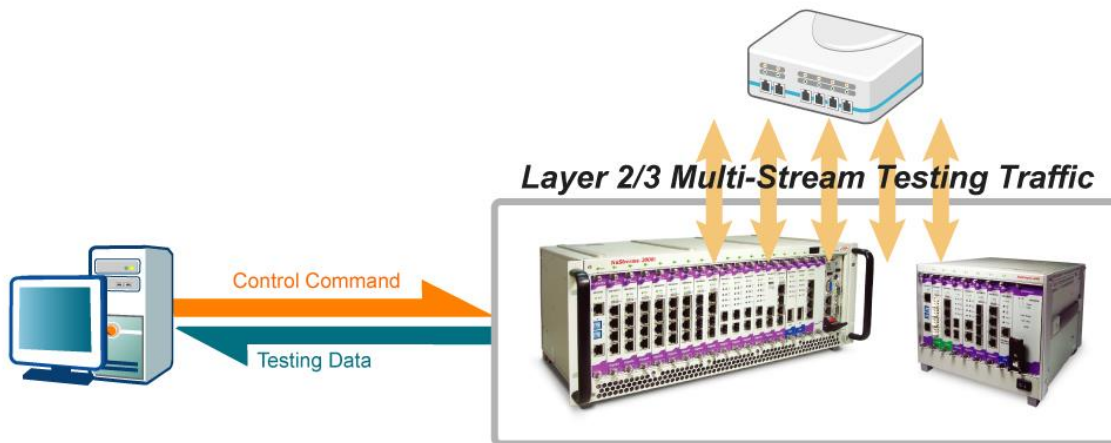 Layer 2/3 Multi-Stream Testing Traffic
Control Command
Testing Data